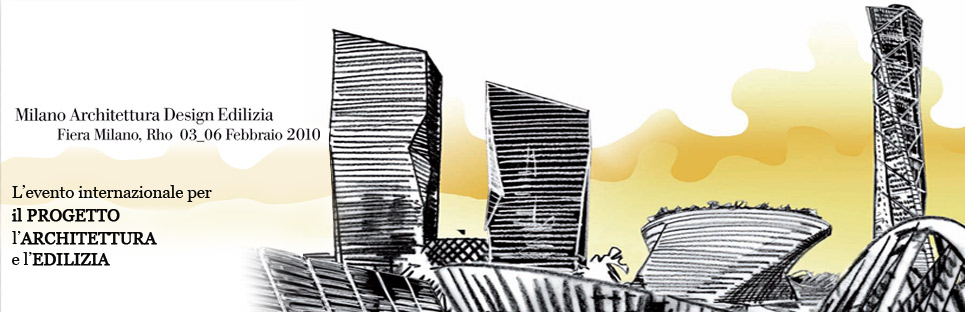 Milano Architettura Design Edilizia
Fiera Milano, Rho 03_06 Febbraio 2010
L'evento internazionale per
il PROGETTO
l'ARCHITETTURA
e l'EDILIZIA